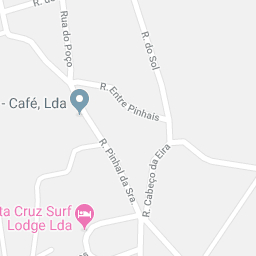 Rua do Poço
R. do Sol
R. Entre Pinhais
- Café, Lda
R. Pinhal da Sra
R. Cabeço da Eira
ta Cruz Surf
Lodge Lda